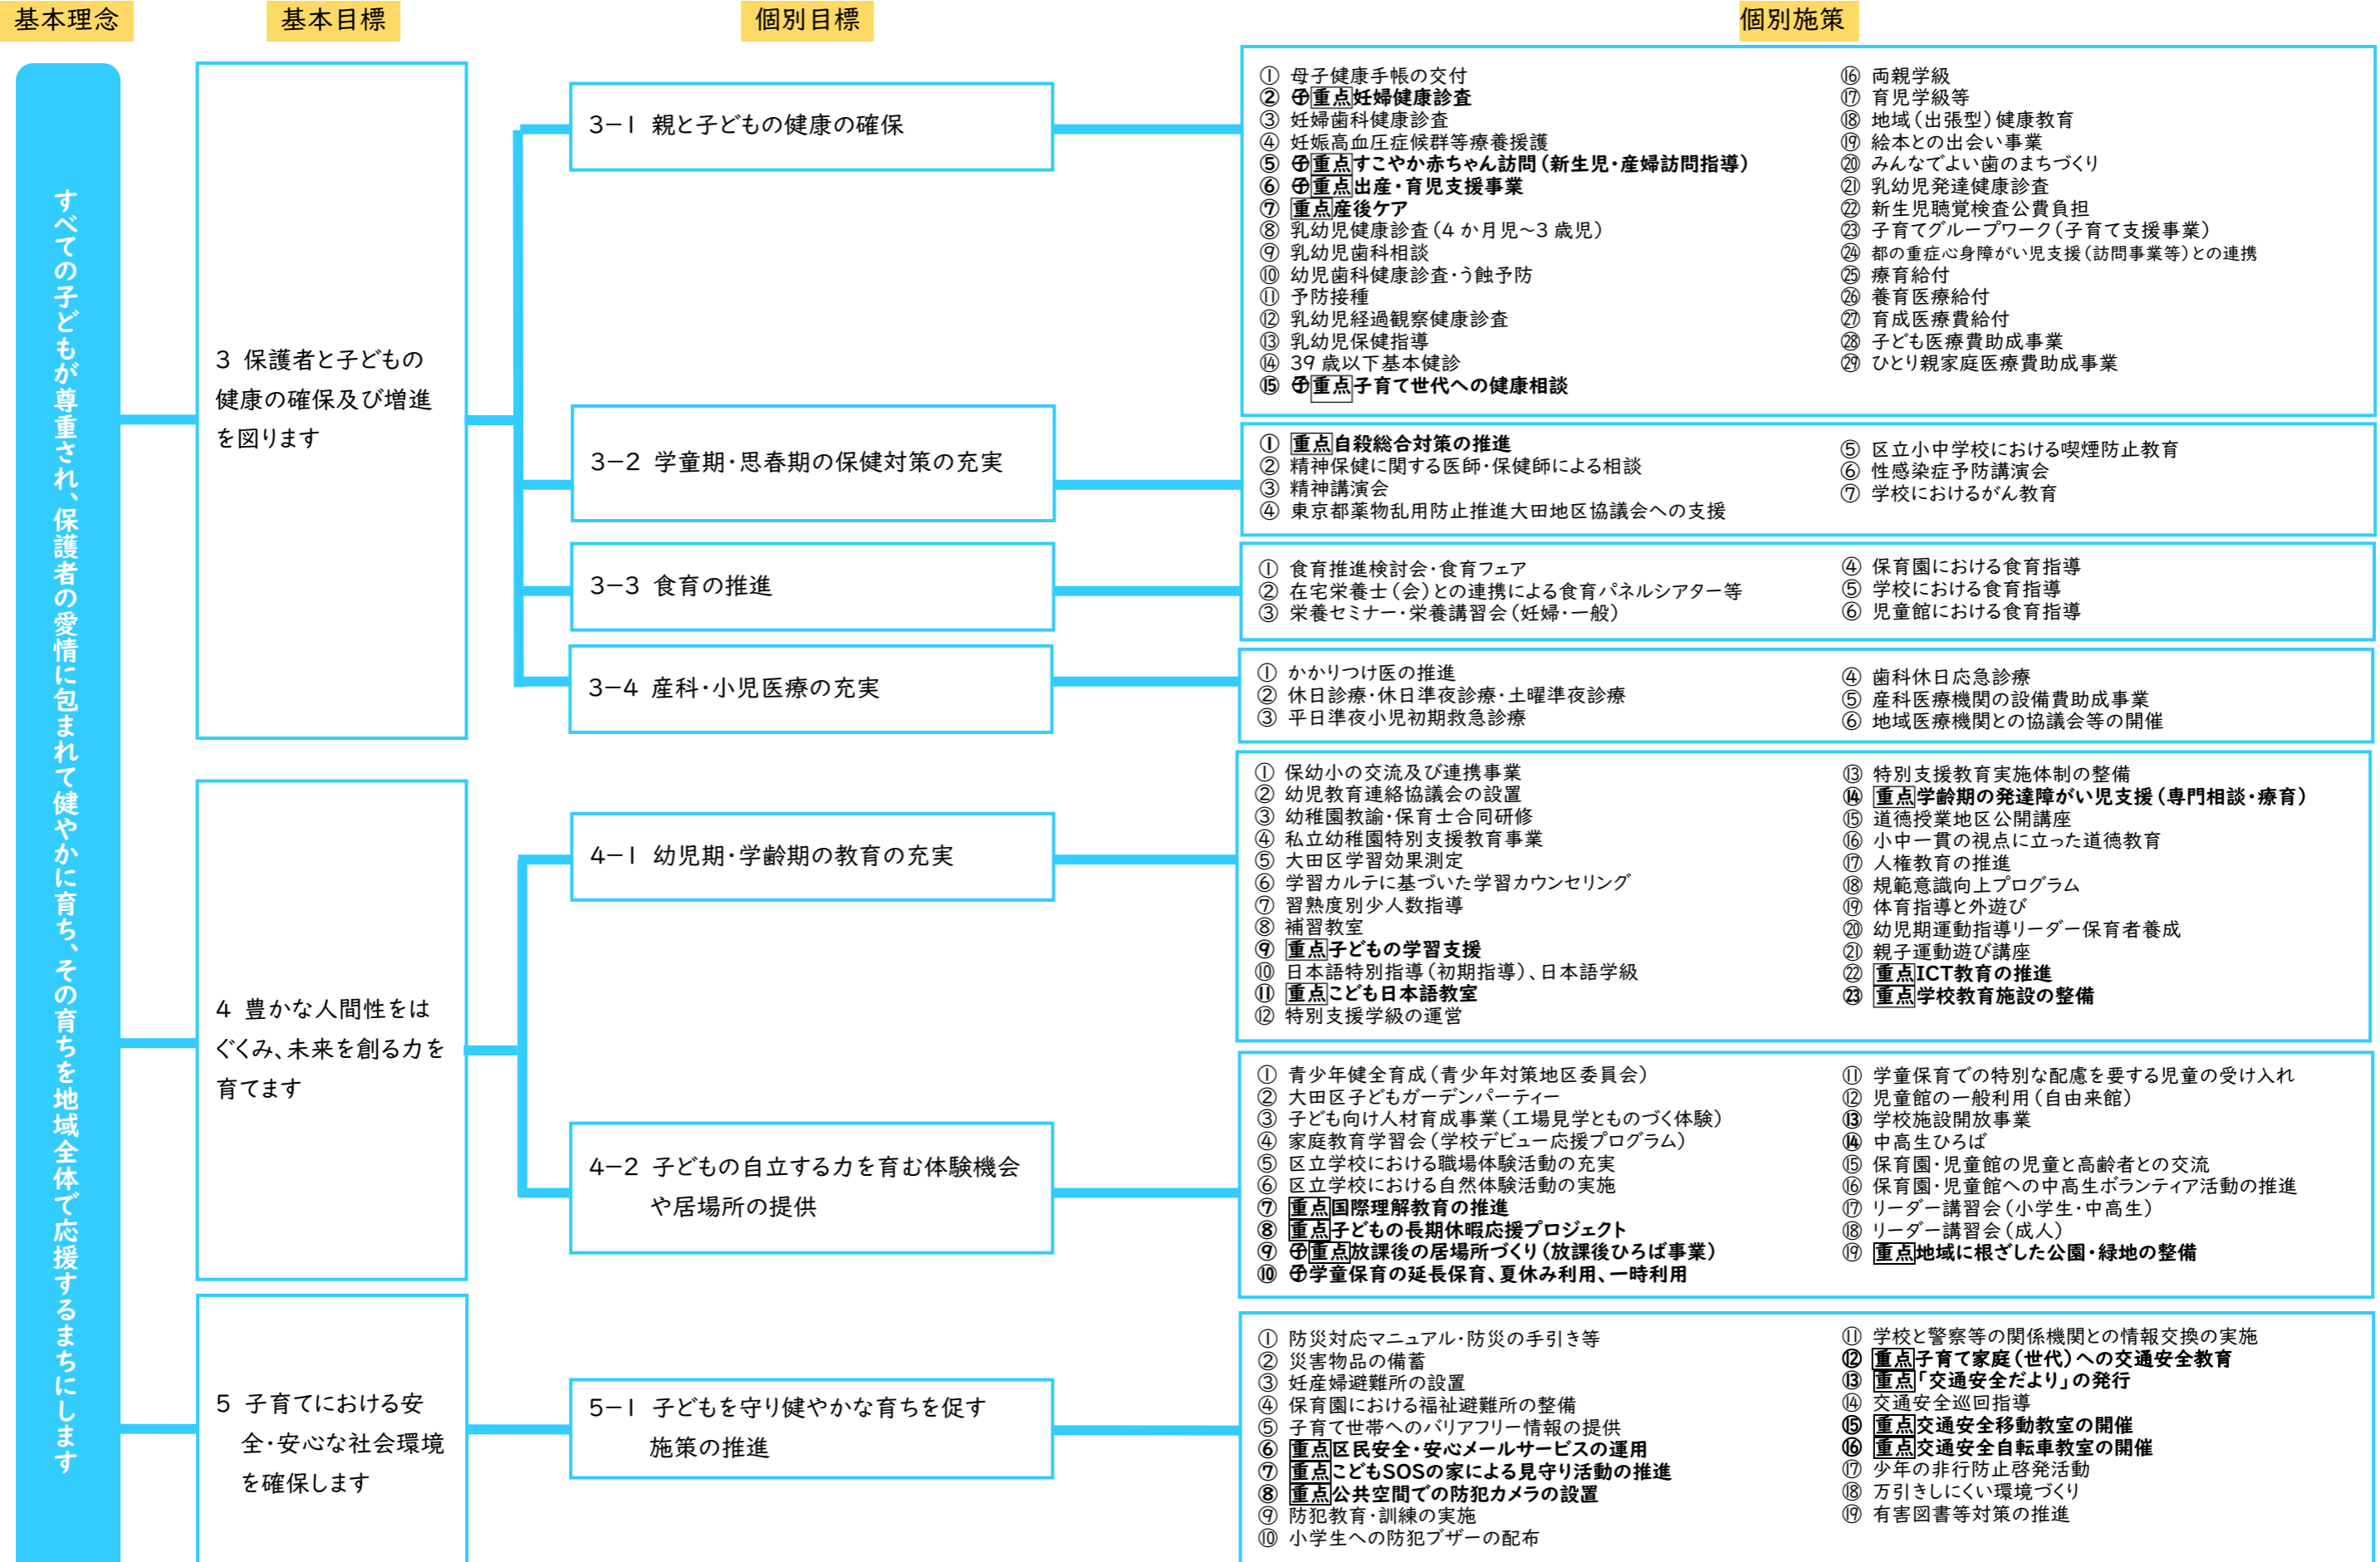 基本理念
基本目標
個別目標
個別施策
すべての子どもが尊重され、保護者の愛情に包まれて健やかに育ち、その育ちを地域全体で応援するまちにします
3 保護者と子どもの
健康の確保及び増進
を図ります
3−1 親と子どもの健康の確保
① 母子健康手帳の交付
② 子重点妊婦健康診査
③ 妊婦歯科健康診査
④ 妊娠高血圧症候群等療養援護
⑤ 子重点すこやか赤ちゃん訪問（新生児・産婦訪問指導）
⑥ 子重点出産・育児支援事業
⑦ 重点産後ケア
⑧ 乳幼児健康診査（4か月児～3歳児）
⑨ 乳幼児歯科相談
⑩ 幼児歯科健康診査・う蝕予防
⑪ 予防接種
⑫ 乳幼児経過観察健康診査
⑬ 乳幼児保健指導
⑭ 39歳以下基本健診
⑮ 子重点子育て世代への健康相談
⑯ 両親学級
⑰ 育児学級等
⑱ 地域（出張型）健康教育
⑲ 絵本との出会い事業
⑳ みんなでよい歯のまちづくり
㉑ 乳幼児発達健康診査
㉒ 新生児聴覚検査公費負担
㉓ 子育てグループワーク（子育て支援事業）
㉔ 都の重症心身障がい児支援（訪問事業等）との連携
㉕ 療育給付
㉖ 養育医療給付
㉗ 育成医療費給付
㉘ 子ども医療費助成事業
㉙ ひとり親家庭医療費助成事業
3−2 学童期・思春期の保健対策の充実
① 重点自殺総合対策の推進
② 精神保健に関する医師・保健師による相談
③ 精神講演会
④ 東京都薬物乱用防止推進大田地区協議会への支援
⑤ 区立小中学校における喫煙防止教育
⑥ 性感染症予防講演会
⑦ 学校におけるがん教育
3−3 食育の推進
① 食育推進検討会・食育フェア
② 在宅栄養士（会）との連携による食育パネルシアター等
③ 栄養セミナー・栄養講習会（妊婦・一般）
④ 保育園における食育指導
⑤ 学校における食育指導
⑥ 児童館における食育指導
3−4 産科・小児医療の充実
① かかりつけ医の推進
② 休日診療・休日準夜診療・土曜準夜診療
③ 平日準夜小児初期救急診療
④ 歯科休日応急診療
⑤ 産科医療機関の設備費助成事業
⑥ 地域医療機関との協議会等の開催
4 豊かな人間性をは
ぐくみ、未来を創る力を
育てます
4−1 幼児期・学齢期の教育の充実
① 保幼小の交流及び連携事業
② 幼児教育連絡協議会の設置
③ 幼稚園教諭・保育士合同研修
④ 私立幼稚園特別支援教育事業
⑤ 大田区学習効果測定
⑥ 学習カルテに基づいた学習カウンセリング
⑦ 習熟度別少人数指導
⑧ 補習教室
⑨ 重点子どもの学習支援
⑩ 日本語特別指導（初期指導）、日本語学級
⑪ 重点こども日本語教室
⑫ 特別支援学級の運営
⑬ 特別支援教育実施体制の整備
⑭ 重点学齢期の発達障がい児支援（専門相談・療育）
⑮ 道徳授業地区公開講座
⑯ 小中一貫の視点に立った道徳教育
⑰ 人権教育の推進
⑱ 規範意識向上プログラム
⑲ 体育指導と外遊び
⑳ 幼児期運動指導リーダー保育者養成
㉑ 親子運動遊び講座
㉒ 重点ICT教育の推進
㉓ 重点学校教育施設の整備
4−2 子どもの自立する力を育む体験機会
や居場所の提供
① 青少年健全育成（青少年対策地区委員会）
② 大田区子どもガーデンパーティー
③ 子ども向け人材育成事業（工場見学とものづく体験）
④ 家庭教育学習会（学校デビュー応援プログラム）
⑤ 区立学校における職場体験活動の充実
⑥ 区立学校における自然体験活動の実施
⑦ 重点国際理解教育の推進
⑧ 重点子どもの長期休暇応援プロジェクト
⑨ 子重点放課後の居場所づくり（放課後ひろば事業）
⑩ 子学童保育の延長保育、夏休み利用、一時利用
⑪ 学童保育での特別な配慮を要する児童の受け入れ
⑫ 児童館の一般利用（自由来館）
⑬ 学校施設開放事業
⑭ 中高生ひろば
⑮ 保育園・児童館の児童と高齢者との交流
⑯ 保育園・児童館への中高生ボランティア活動の推進
⑰ リーダー講習会（小学生・中高生）
⑱ リーダー講習会（成人）
⑲ 重点地域に根ざした公園・緑地の整備
5 子育てにおける安
全・安心な社会環境
を確保します
5−1 子どもを守り健やかな育ちを促す
施策の推進
① 防災対応マニュアル・防災の手引き等
② 災害物品の備蓄
③ 妊産婦避難所の設置
④ 保育園における福祉避難所の整備
⑤ 子育て世帯へのバリアフリー情報の提供
⑥ 重点区民安全・安心メールサービスの運用
⑦ 重点こどもSOSの家による見守り活動の推進
⑧ 重点公共空間での防犯カメラの設置
⑨ 防犯教育・訓練の実施
⑩ 小学生への防犯ブザーの配布
⑪ 学校と警察等の関係機関との情報交換の実施
⑫ 重点子育て家庭（世代）への交通安全教育
⑬ 重点「交通安全だより」の発行
⑭ 交通安全巡回指導
⑮ 重点交通安全移動教室の開催
⑯ 重点交通安全自転車教室の開催
⑰ 少年の非行防止啓発活動
⑱ 万引きしにくい環境づくり
⑲ 有害図書等対策の推進